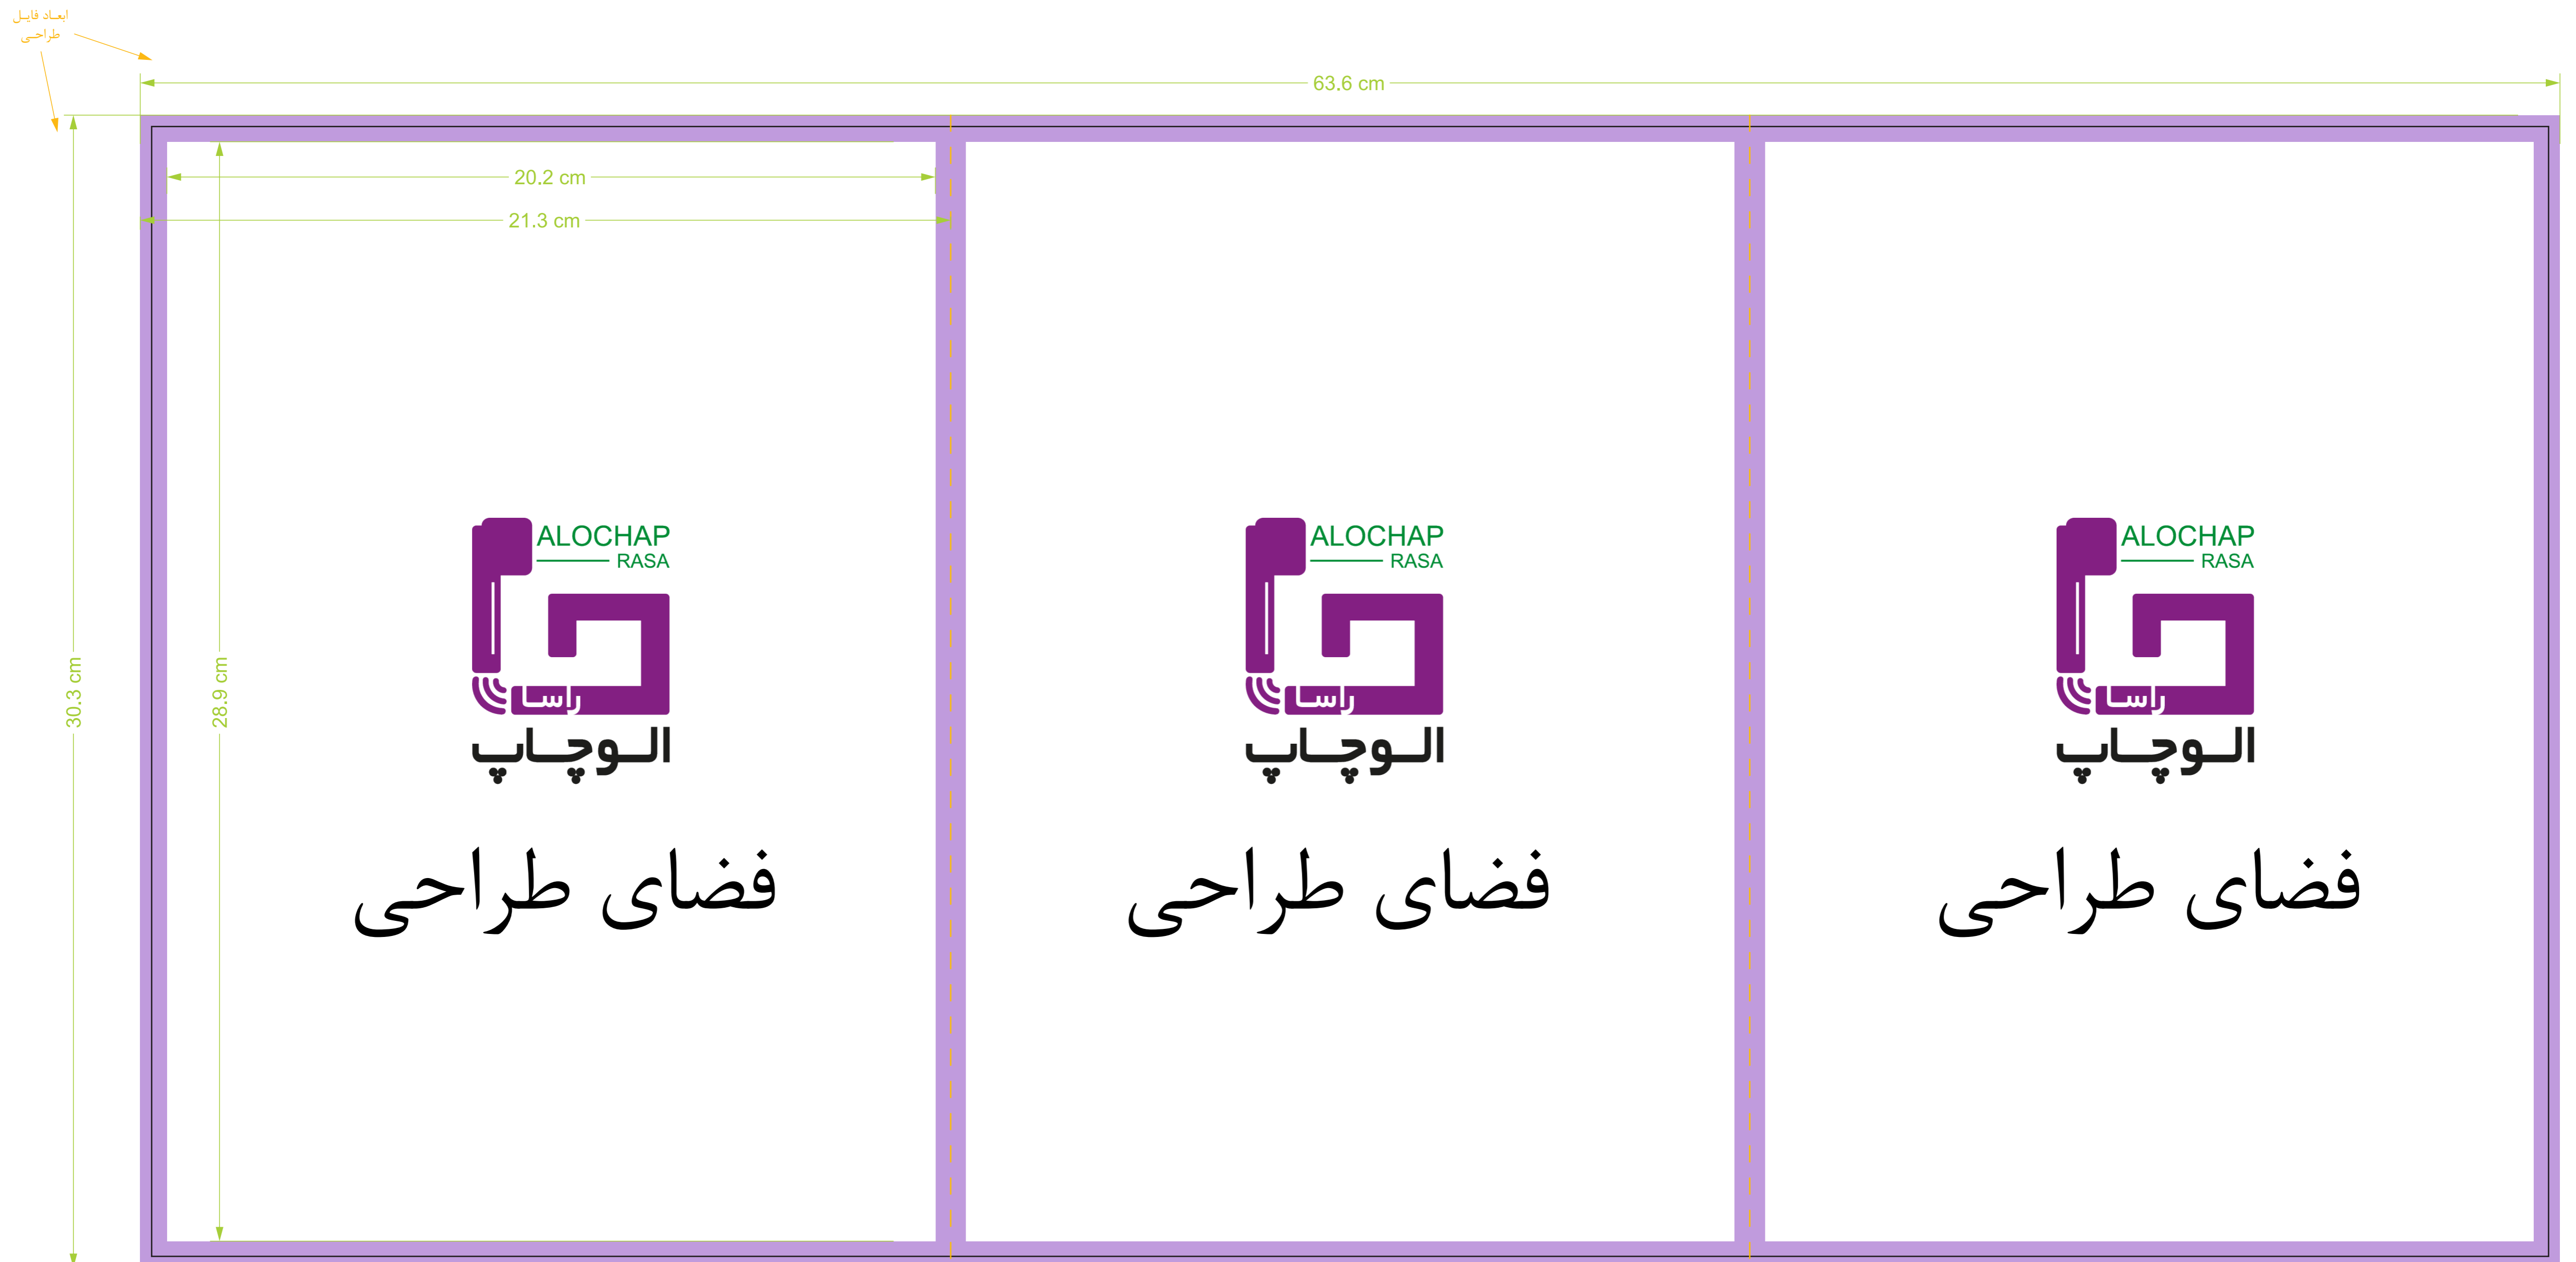 ابعاد فایل
طراحی
63.6 cm
20.2 cm
21.3 cm
30.3 cm
28.9 cm
ALOCHAP
RASA
راسا
الوچاپ
فضای طراحی
ALOCHAP
RASA
راسا
الوچاپ
فضای طراحی
ALOCHAP
RASA
راسا
الوچاپ
فضای طراحی